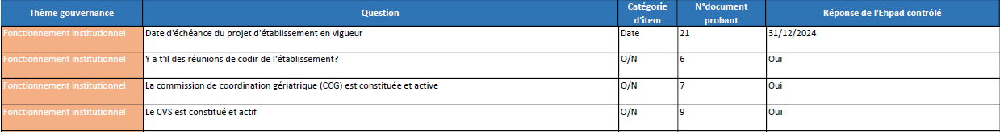 Thème gouvernance Question Catégorie d'item N°document probant Réponse de l'Ehpad contrôlé
Fonctionnement institutionnel Date d'échéance du projet d'établissement en vigueur Date 21 31/12/2024
Fonctionnement institutionnel Y a t'il des réunions de codir de l'établissement? O/N 6 Oui
Fonctionnement institutionnel La commission de coordination gériatrique (CCG) est constituée et active O/N 7 Oui
Fonctionnement institutionnel Le CVS est constitué et actif O/N 9 Oui